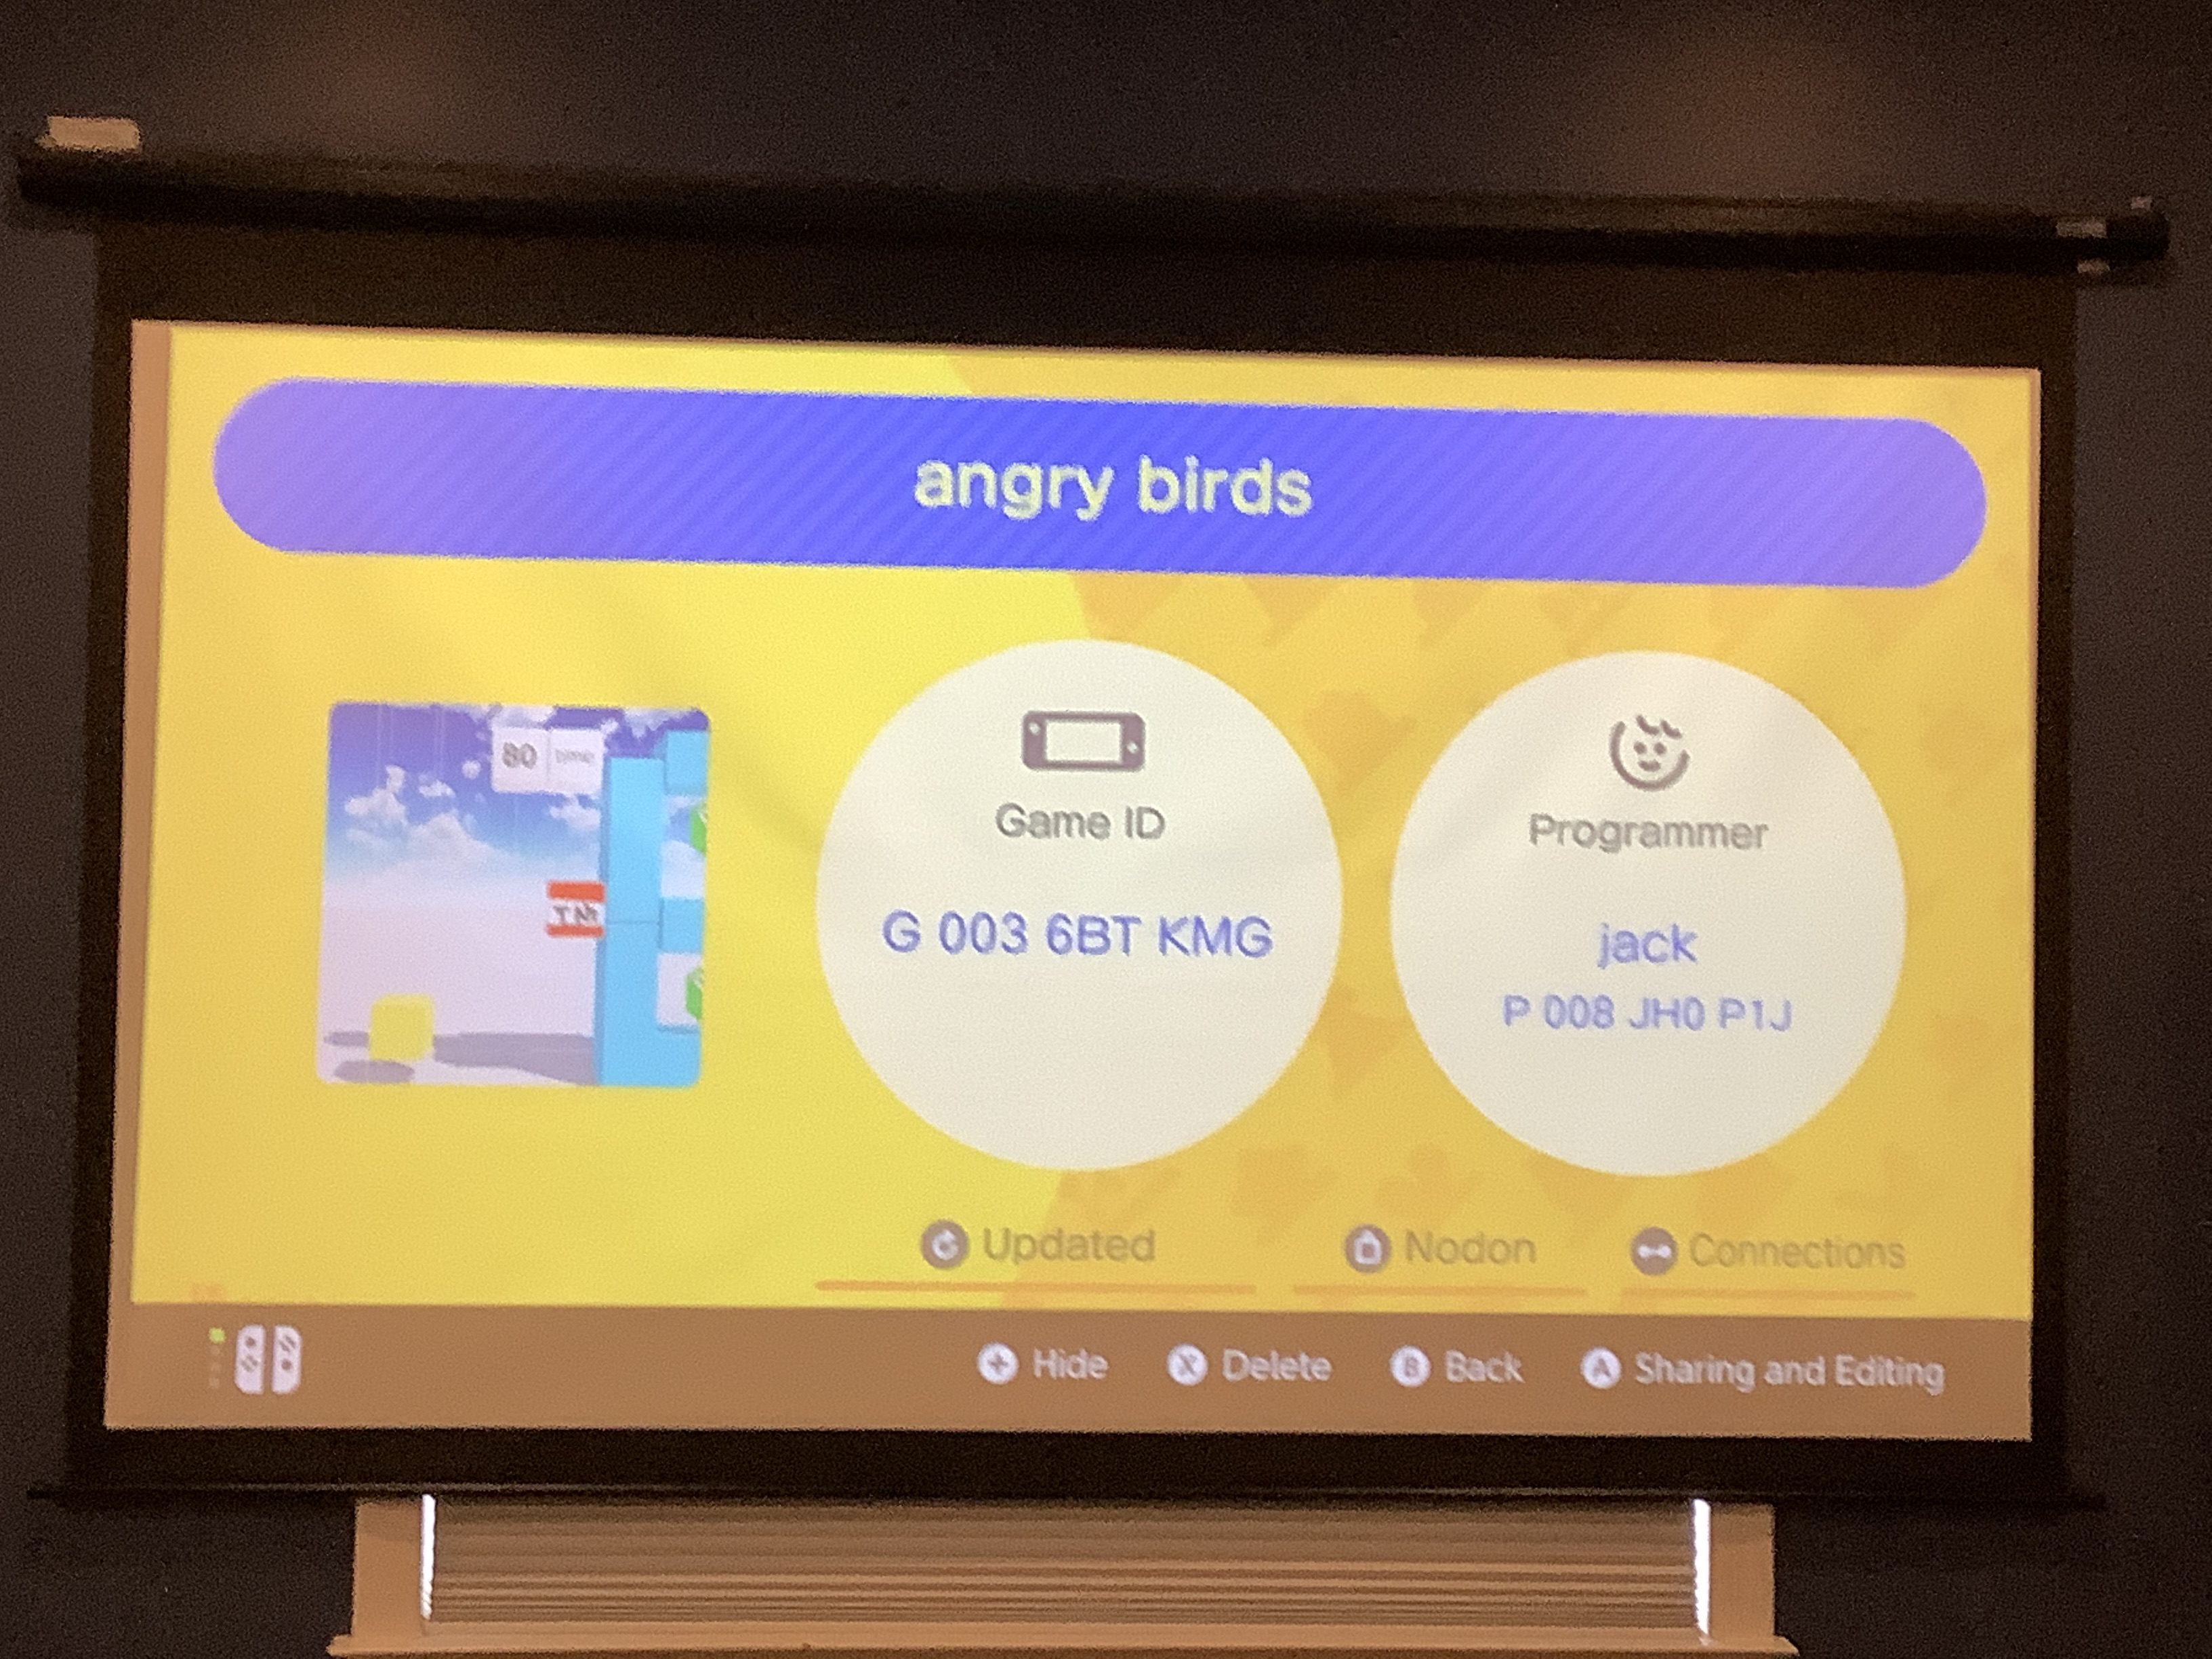 angry birds
80 time
TNT
Game ID
G 003 6BT KMG
Programmer
jack
P 008 JH0 P1J
Updated
Nodon
Connections
Hide
X Delete
B Back
A Sharing and Editing